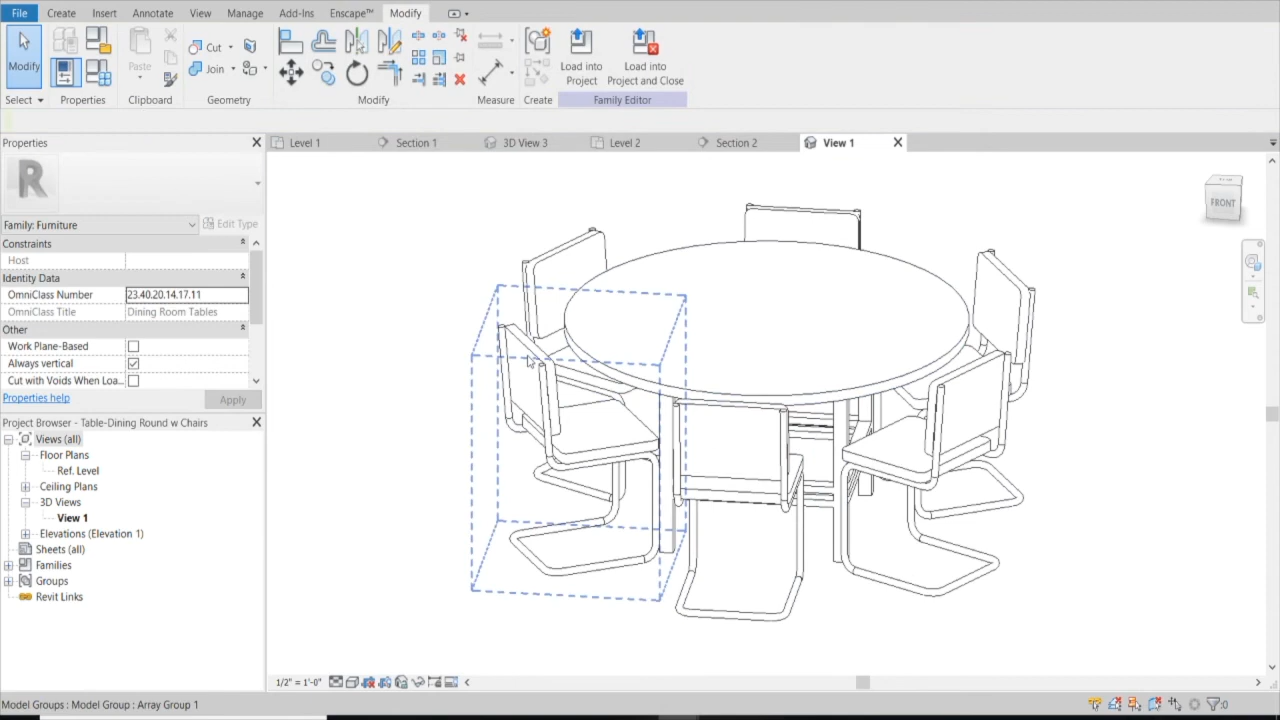 File Create Insert Annotate View Manage Add-Ins Enscape™ Modify
Modify Paste Cut Join Load into Project Load into Project and Close
Select Properties Clipboard Geometry Modify Measure Create Family Editor
Properties
Level 1 Section 1 3D View 3 Level 2 Section 2 View 1
R
FRONT
Family: Furniture Edit Type
Constraints
Host
Identity Data
OmniClass Number 23.40.20.14.17.11
OmniClass Title Dining Room Tables
Other
Work Plane-Based
Always vertical
Cut with Voids When Loa...
Properties help Apply
Project Browser - Table-Dining Round w Chairs
Views (all)
Floor Plans
Ref. Level
Ceiling Plans
3D Views
View 1
Elevations (Elevation 1)
Sheets (all)
Families
Groups
Revit Links
1/2" = 1'-0"
Model Groups : Model Group : Array Group 1
:0